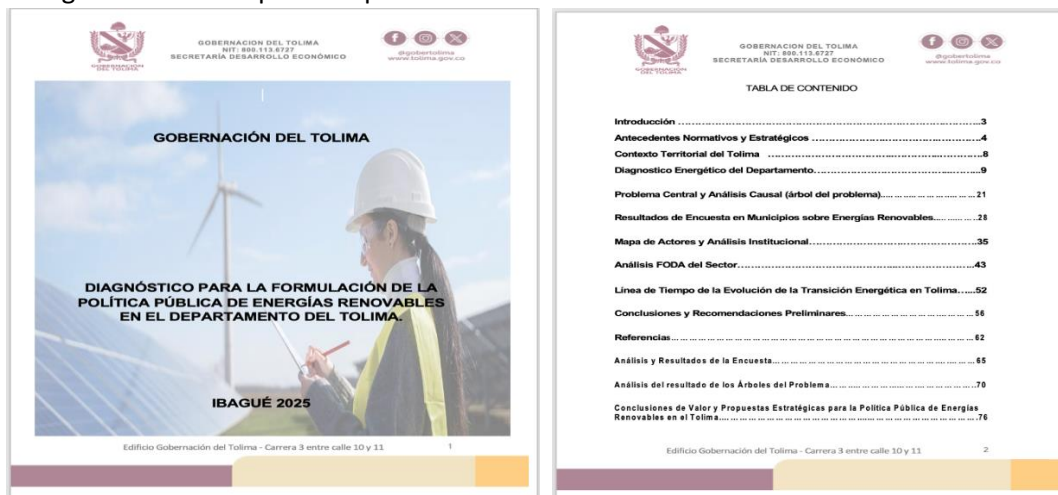 GOBERNACION DEL TOLIMA
NIT: 800.113.6727
SECRETARÍA DESARROLLO ECONÓMICO
GOBERNACIÓN
DEL TOLIMA
@gobertolima
www.tolima.gov.co
GOBERNACIÓN DEL TOLIMA
DIAGNÓSTICO PARA LA FORMULACIÓN DE LA
POLÍTICA PÚBLICA DE ENERGÍAS RENOVABLES
EN EL DEPARTAMENTO DEL TOLIMA.
IBAGUÉ 2025
Edificio Gobernación del Tolima - Carrera 3 entre calle 10 y 11 1
GOBERNACION DEL TOLIMA
NIT: 800.113.6727
SECRETARÍA DESARROLLO ECONÓMICO
GOBERNACIÓN
DEL TOLIMA
@gobertolima
www.tolima.gov.co
TABLA DE CONTENIDO
Introducción ...........................................................................3
Antecedentes Normativos y Estratégicos ..........................................4
Contexto Territorial del Tolima .....................................................8
Diagnostico Energético del Departamento.........................................9
Problema Central y Análisis Causal (árbol del problema)........................21
Resultados de Encuesta en Municipios sobre Energías Renovables.............28
Mapa de Actores y Análisis Institucional..........................................35
Análisis FODA del Sector............................................................43
Línea de Tiempo de la Evolución de la Transición Energética en Tolima......52
Conclusiones y Recomendaciones Preliminares................................56
Referencias...........................................................................62
Análisis y Resultados de la Encuesta..............................................65
Análisis del resultado de los Árboles del Problema..............................70
Conclusiones de Valor y Propuestas Estratégicas para la Política Pública de Energías
Renovables en el Tolima............................................................76
Edificio Gobernación del Tolima - Carrera 3 entre calle 10 y 11 2